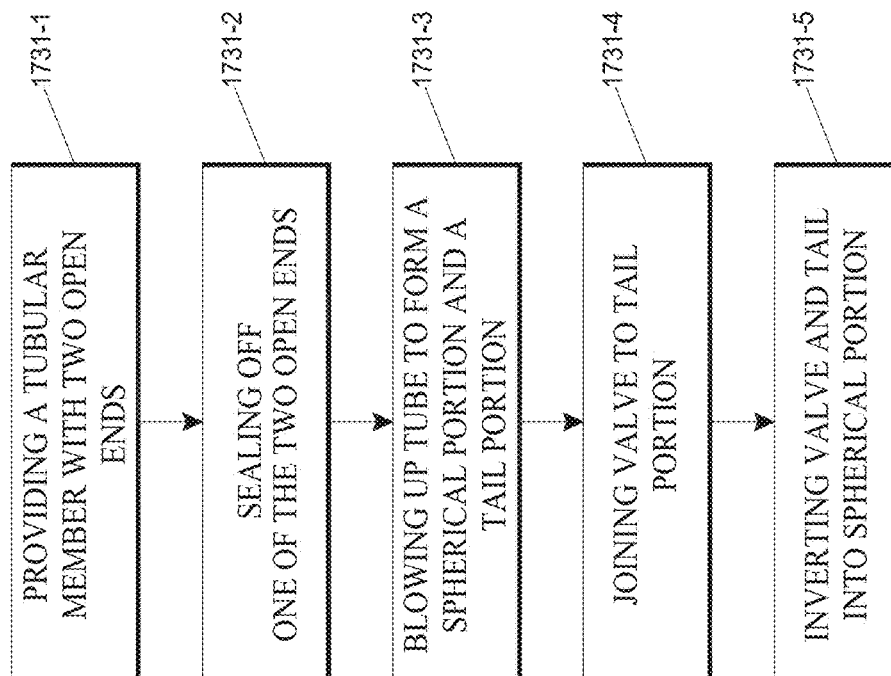 PROVIDING A TUBULAR
MEMBER WITH TWO OPEN
ENDS
1731-1
SEALING OFF
ONE OF THE TWO OPEN ENDS
1731-2
BLOWING UP TUBE TO FORM A
SPHERICAL PORTION AND A
TAIL PORTION
1731-3
JOINING VALVE TO TAIL
PORTION
1731-4
INVERTING VALVE AND TAIL
INTO SPHERICAL PORTION
1731-5